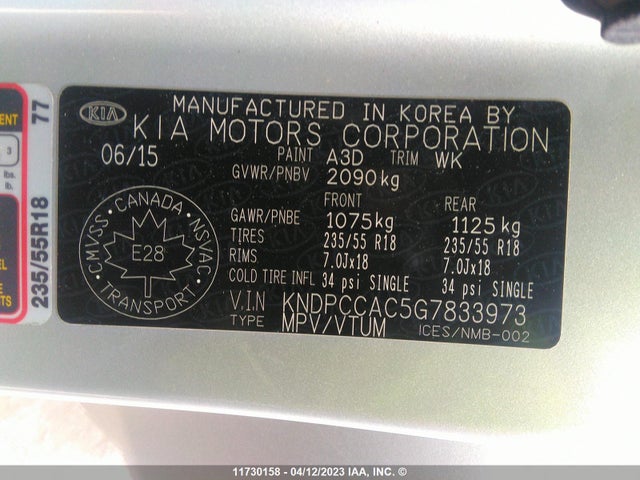 KIA
MANUFACTURED IN KOREA BY
KIA MOTORS CORPORATION
06/15 PAINT A3D TRIM WK
GVWR/PNBV 2090kg
FRONT REAR
GAWR/PNBE 1075kg 1125kg
TIRES 235/55 R18 235/55 R18
RIMS 7.0Jx18 7.0Jx18
COLD TIRE INFL 34 psi SINGLE 34 psi SINGLE
V.I.N KNDPCCAC5G7833973
TYPE MPV/VTUM ICES/NMB-002
CMVSS · CANADA · NSVAC
E28
TRANSPORT
77
235/55R18
3
lbs.
lb.
11730158 - 04/12/2023 IAA, Inc. ©